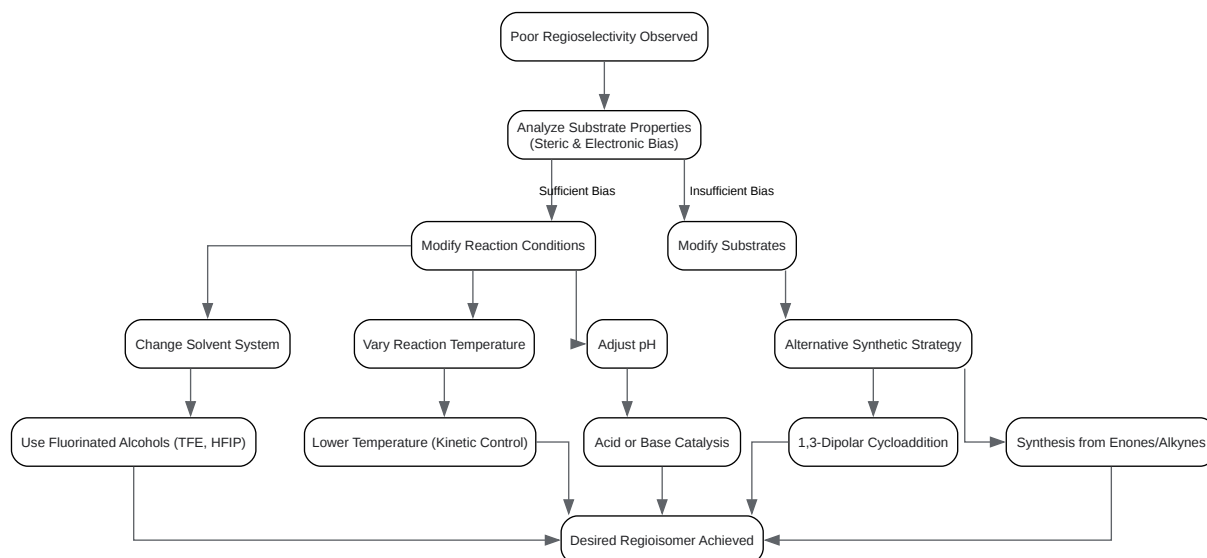 Poor Regioselectivity Observed
Analyze Substrate Properties
(Steric & Electronic Bias)
Sufficient Bias
Insufficient Bias
Modify Reaction Conditions
Modify Substrates
Change Solvent System
Vary Reaction Temperature
Adjust pH
Alternative Synthetic Strategy
Use Fluorinated Alcohols (TFE, HFIP)
Lower Temperature (Kinetic Control)
Acid or Base Catalysis
1,3-Dipolar Cycloaddition
Synthesis from Enones/Alkynes
Desired Regioisomer Achieved